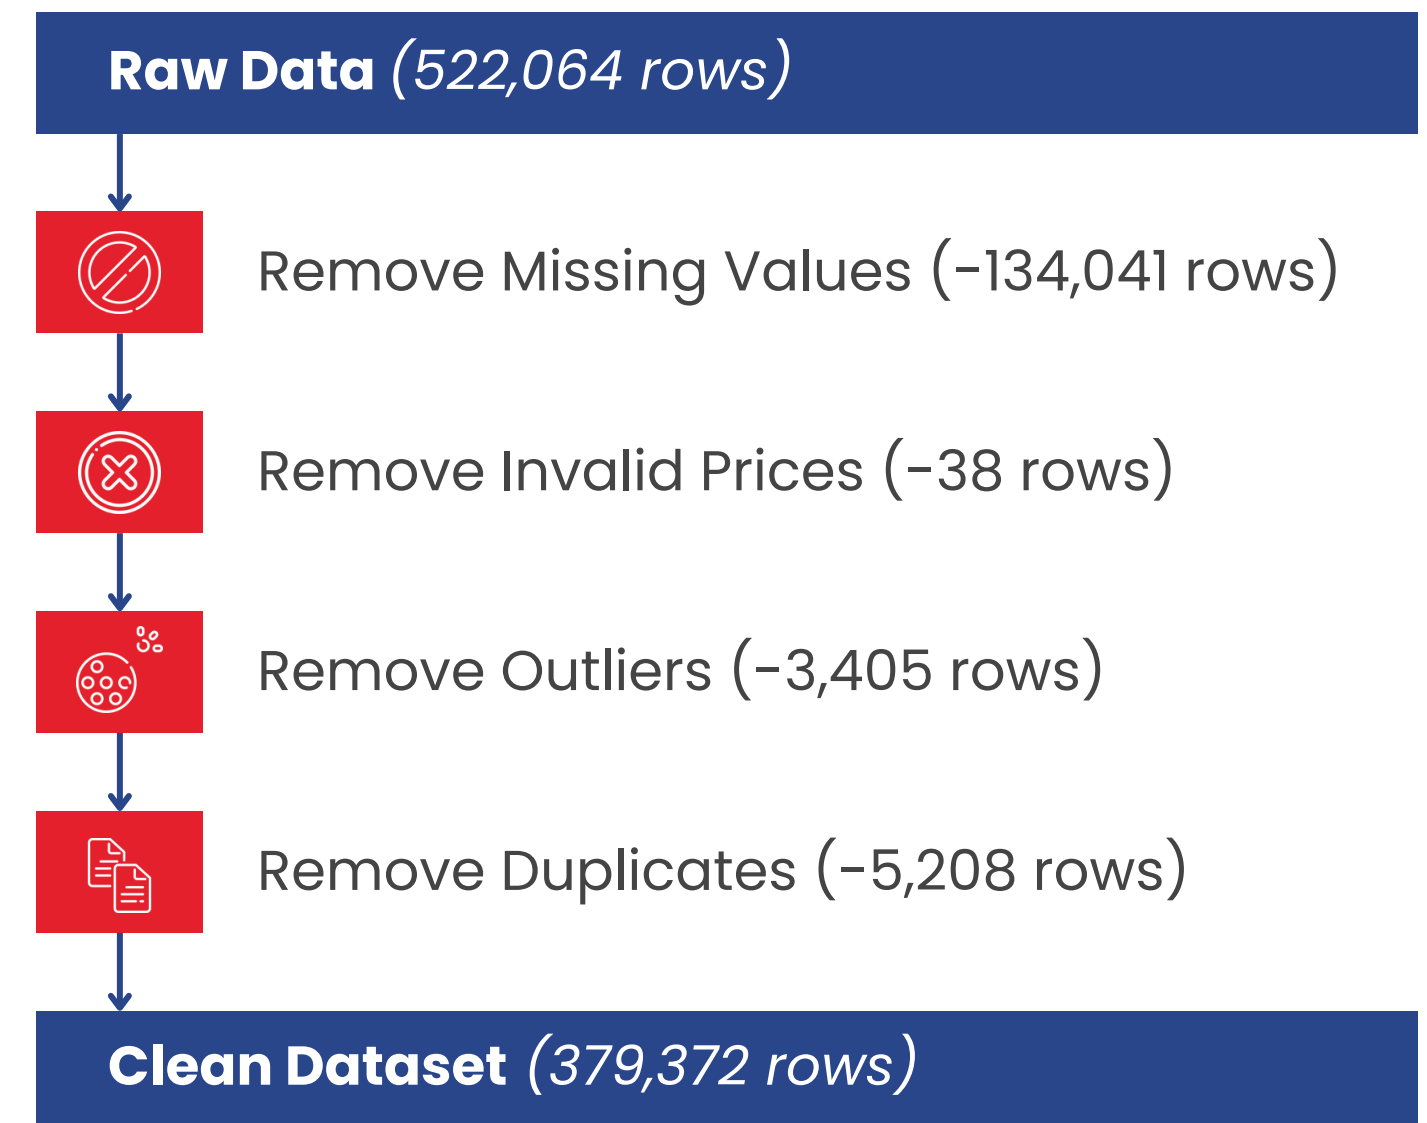 Raw Data (522,064 rows)
Remove Missing Values (-134,041 rows)
Remove Invalid Prices (-38 rows)
Remove Outliers (-3,405 rows)
Remove Duplicates (-5,208 rows)
Clean Dataset (379,372 rows)